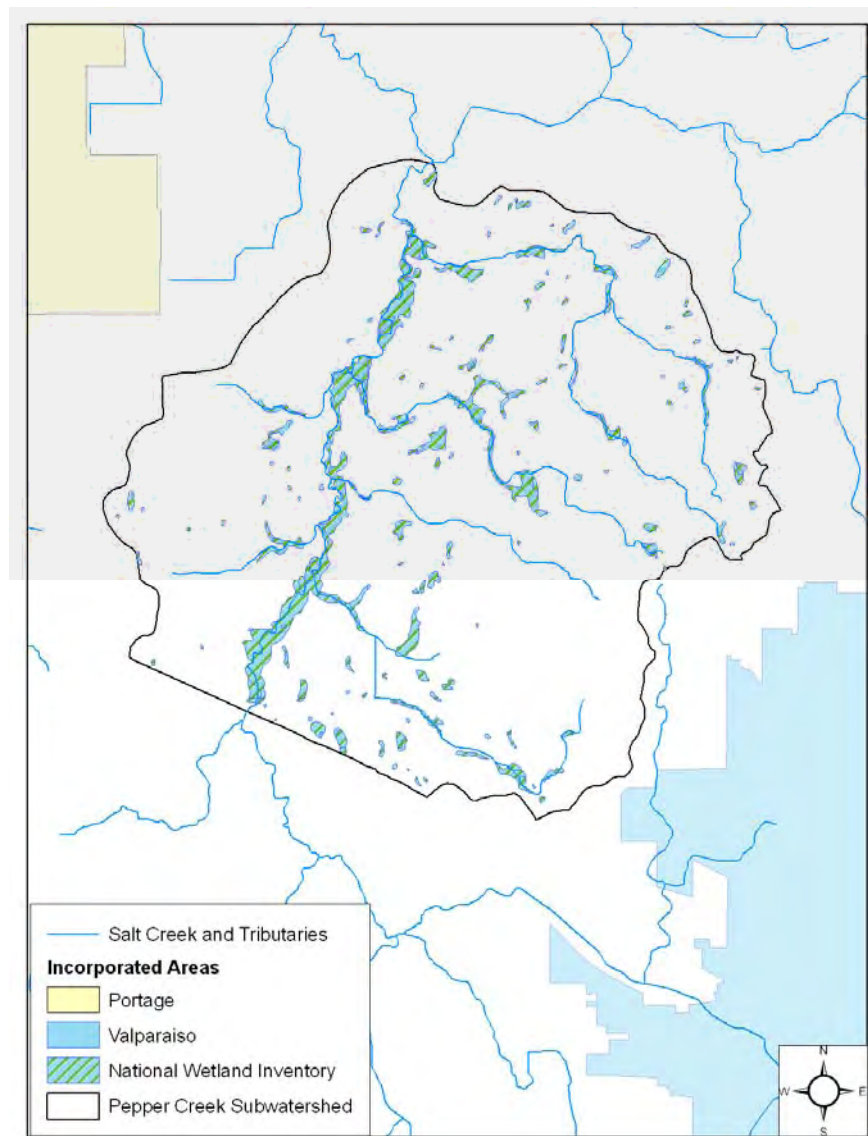 Salt Creek and Tributaries
Incorporated Areas
Portage
Valparaiso
National Wetland Inventory
Pepper Creek Subwatershed
N
W E
S